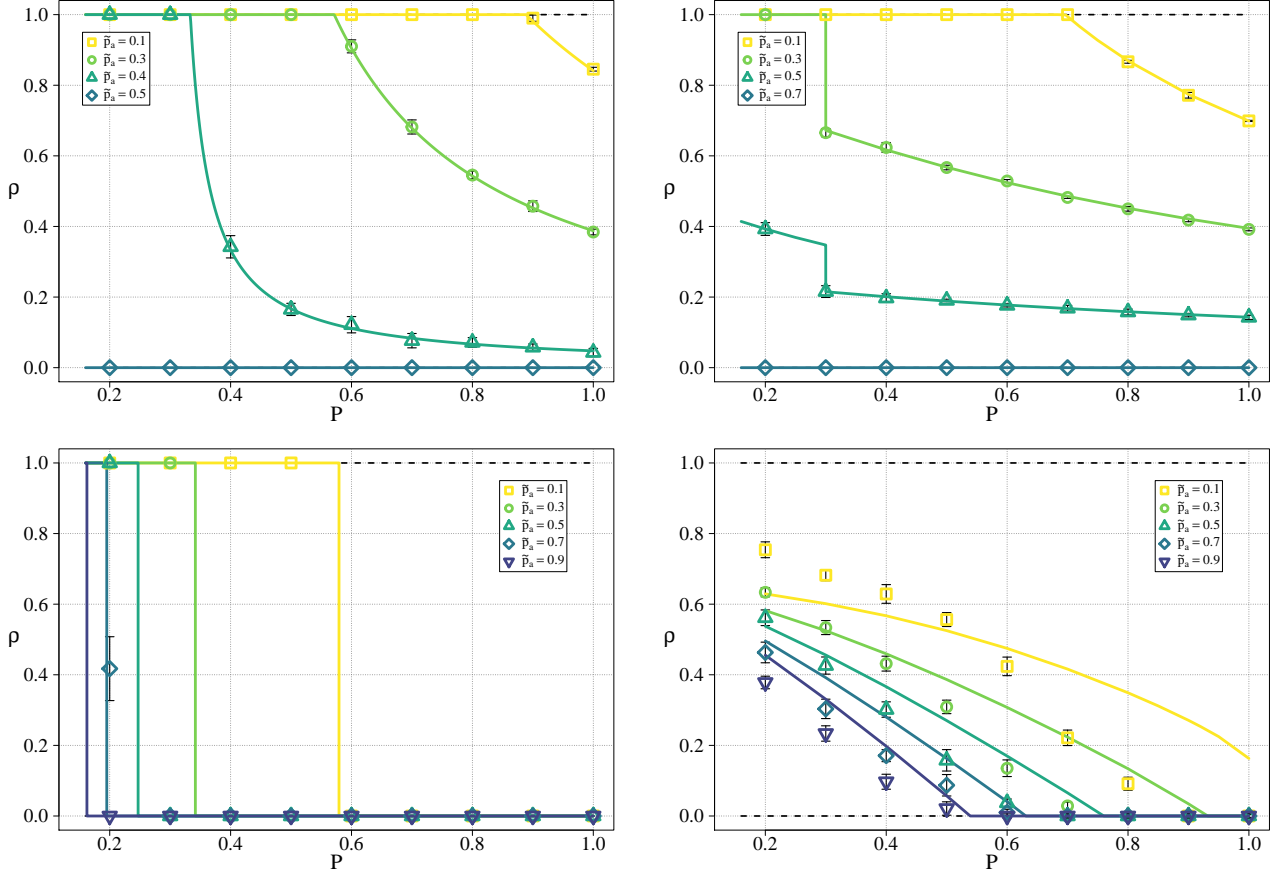 1.0
0.8
0.6
0.4
0.2
0.0
ρ
p̃ₐ = 0.1
p̃ₐ = 0.3
p̃ₐ = 0.4
p̃ₐ = 0.5
0.2 0.4 0.6 0.8 1.0
P
1.0
0.8
0.6
0.4
0.2
0.0
ρ
p̃ₐ = 0.1
p̃ₐ = 0.3
p̃ₐ = 0.5
p̃ₐ = 0.7
0.2 0.4 0.6 0.8 1.0
P
1.0
0.8
0.6
0.4
0.2
0.0
ρ
p̃ₐ = 0.1
p̃ₐ = 0.3
p̃ₐ = 0.5
p̃ₐ = 0.7
p̃ₐ = 0.9
0.2 0.4 0.6 0.8 1.0
P
1.0
0.8
0.6
0.4
0.2
0.0
ρ
p̃ₐ = 0.1
p̃ₐ = 0.3
p̃ₐ = 0.5
p̃ₐ = 0.7
p̃ₐ = 0.9
0.2 0.4 0.6 0.8 1.0
P